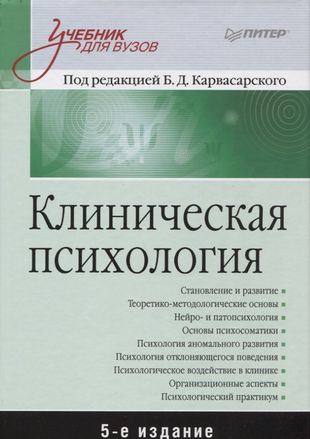 Учебник
для вузов
ПИТЕР®
Под редакцией Б. Д. Карвасарского
Клиническая
психология
Становление и развитие
Теоретико-методологические основы
Нейро- и патопсихология
Основы психосоматики
Психология аномального развития
Психология отклоняющегося поведения
Психологическое воздействие в клинике
Организационные аспекты
Психологический практикум
5-е издание